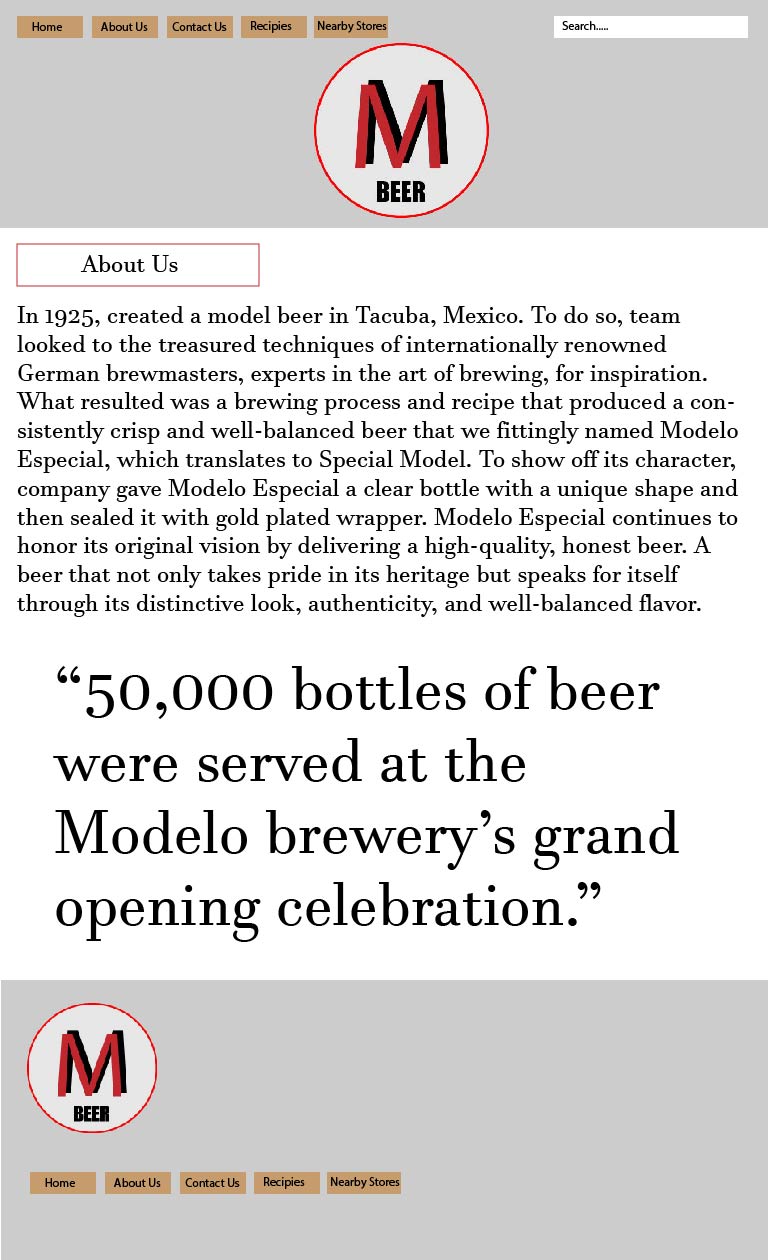 Home About Us Contact Us Recipies Nearby Stores Search.....
M
BEER
About Us
In 1925, created a model beer in Tacuba, Mexico. To do so, team
looked to the treasured techniques of internationally renowned
German brewmasters, experts in the art of brewing, for inspiration.
What resulted was a brewing process and recipe that produced a con-
sistently crisp and well-balanced beer that we fittingly named Modelo
Especial, which translates to Special Model. To show off its character,
company gave Modelo Especial a clear bottle with a unique shape and
then sealed it with gold plated wrapper. Modelo Especial continues to
honor its original vision by delivering a high-quality, honest beer. A
beer that not only takes pride in its heritage but speaks for itself
through its distinctive look, authenticity, and well-balanced flavor.
“50,000 bottles of beer
were served at the
Modelo brewery’s grand
opening celebration.”
M
BEER
Home About Us Contact Us Recipies Nearby Stores